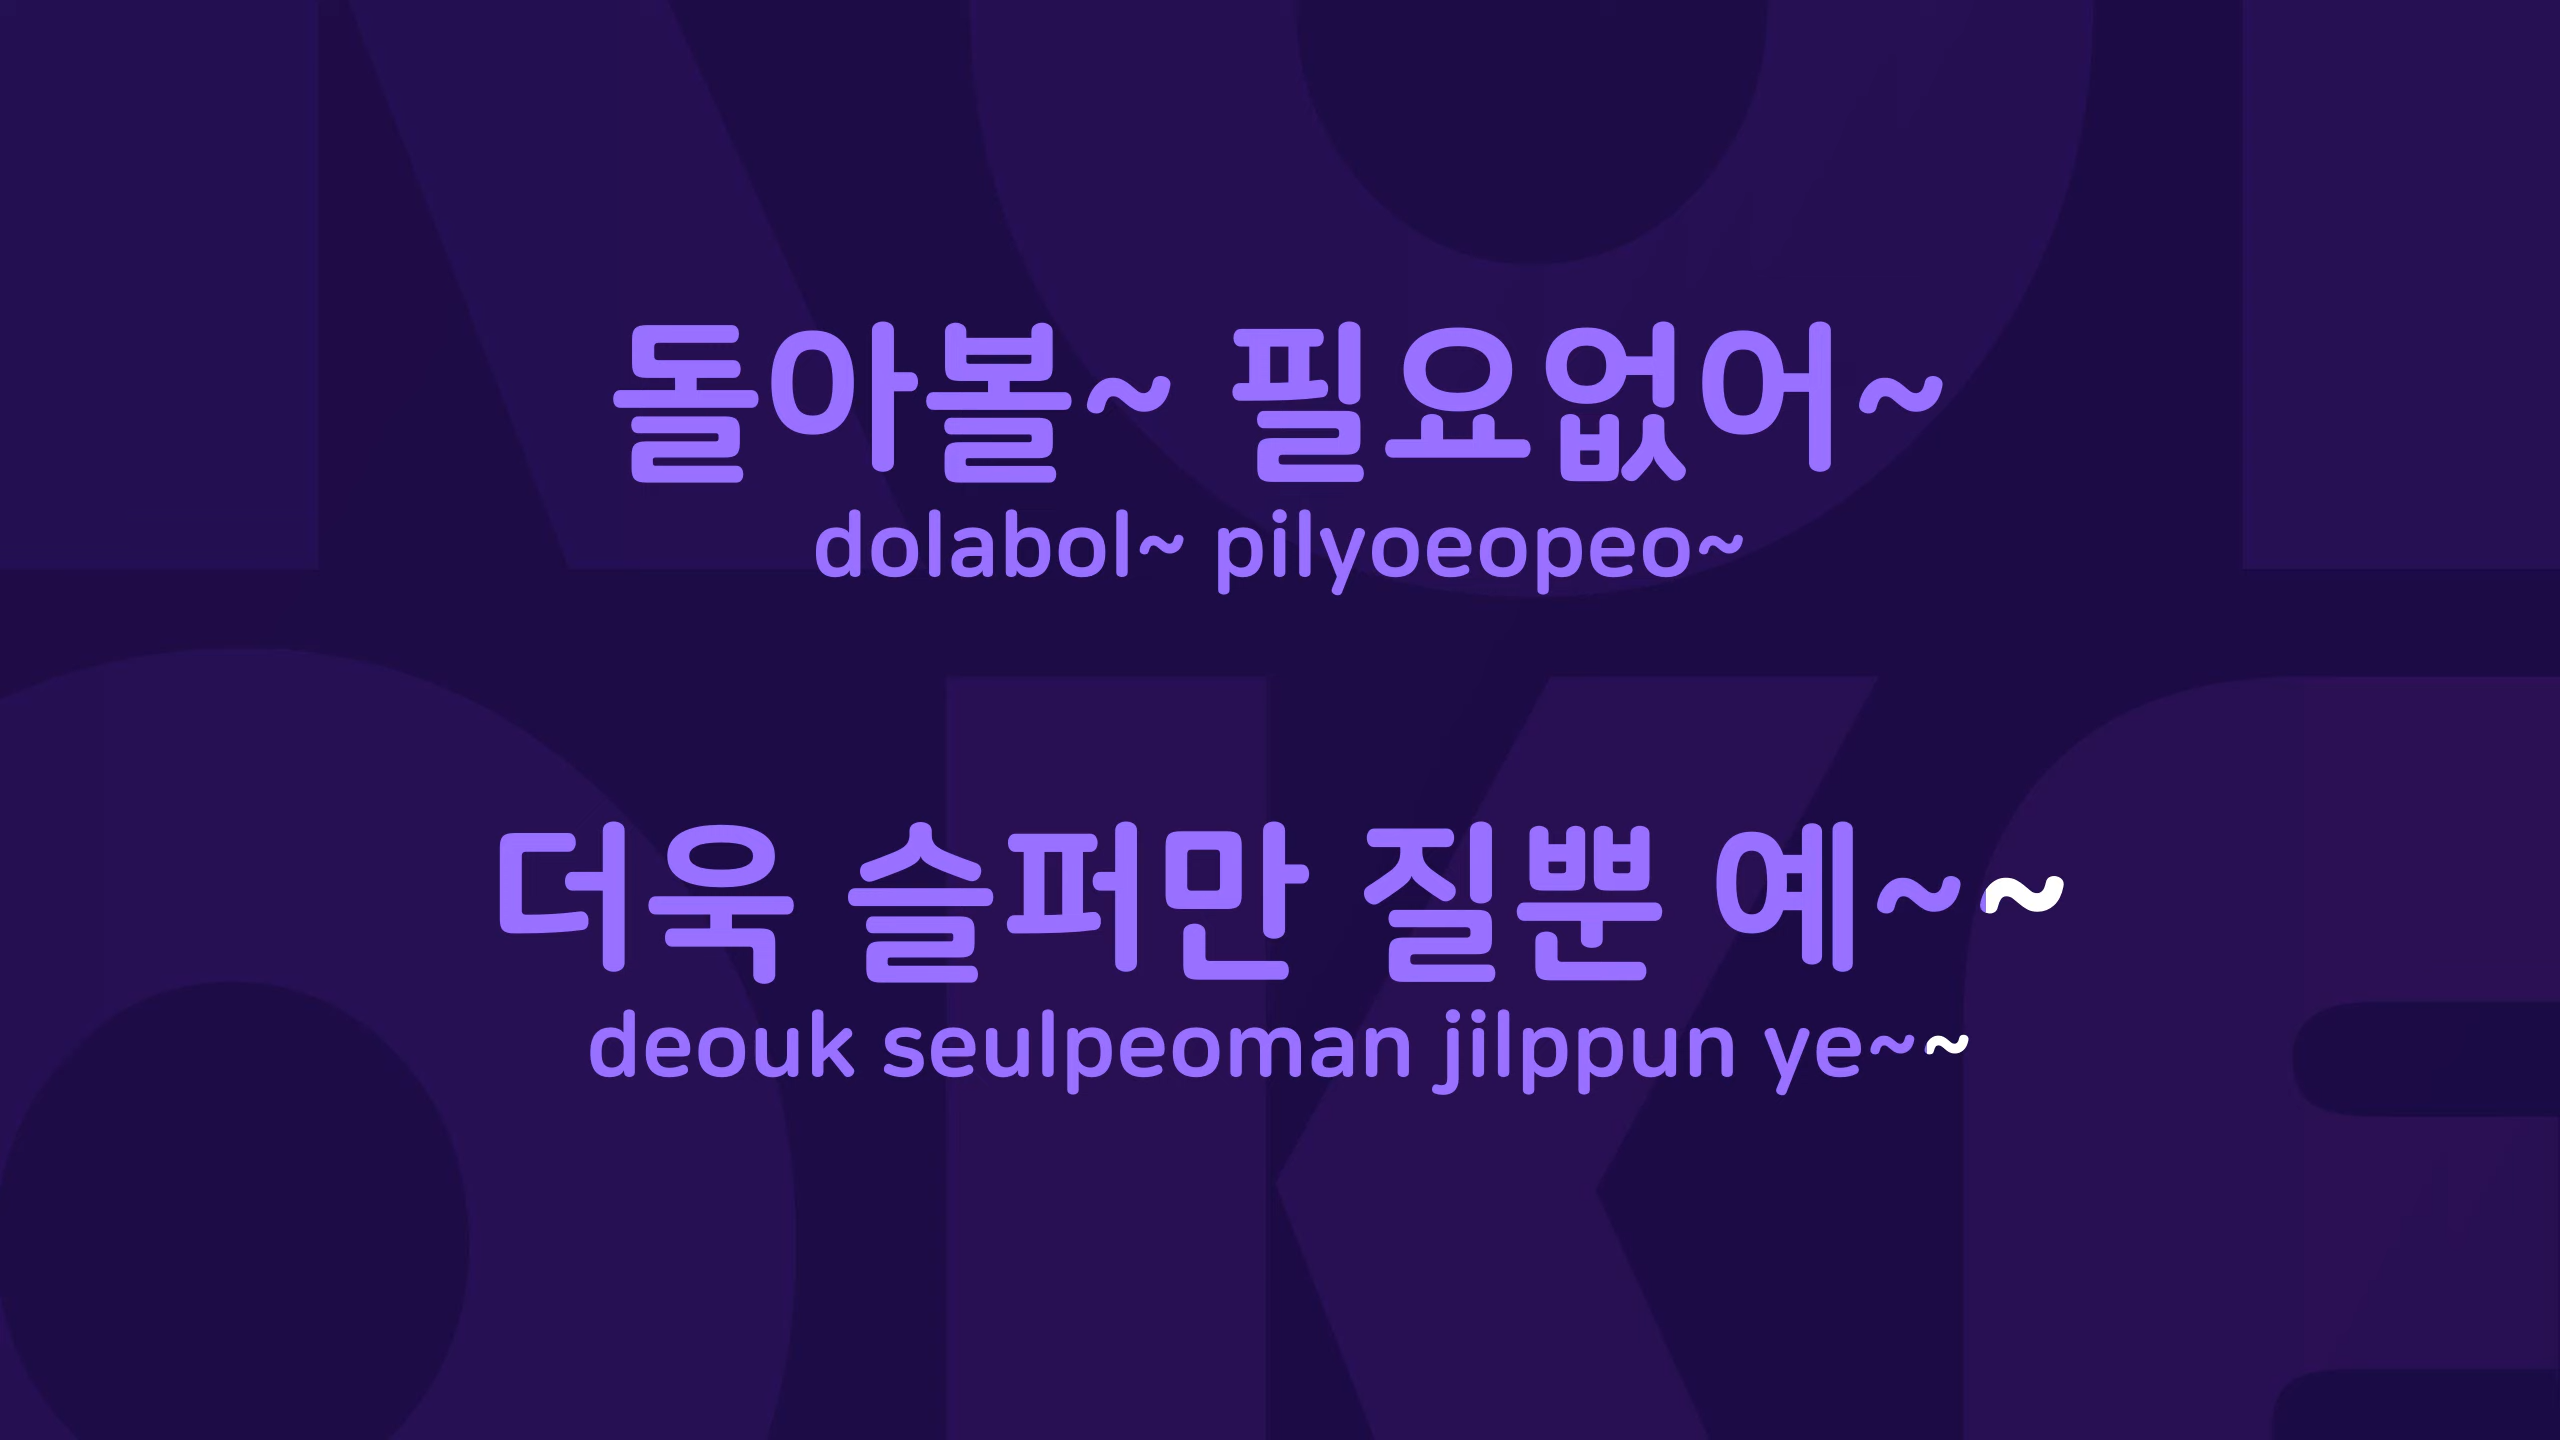 돌아볼~ 필요없어~
dolabol~ pilyoeopeo~
더욱 슬퍼만 질뿐 예~~
deouk seulpeoman jilppun ye~~